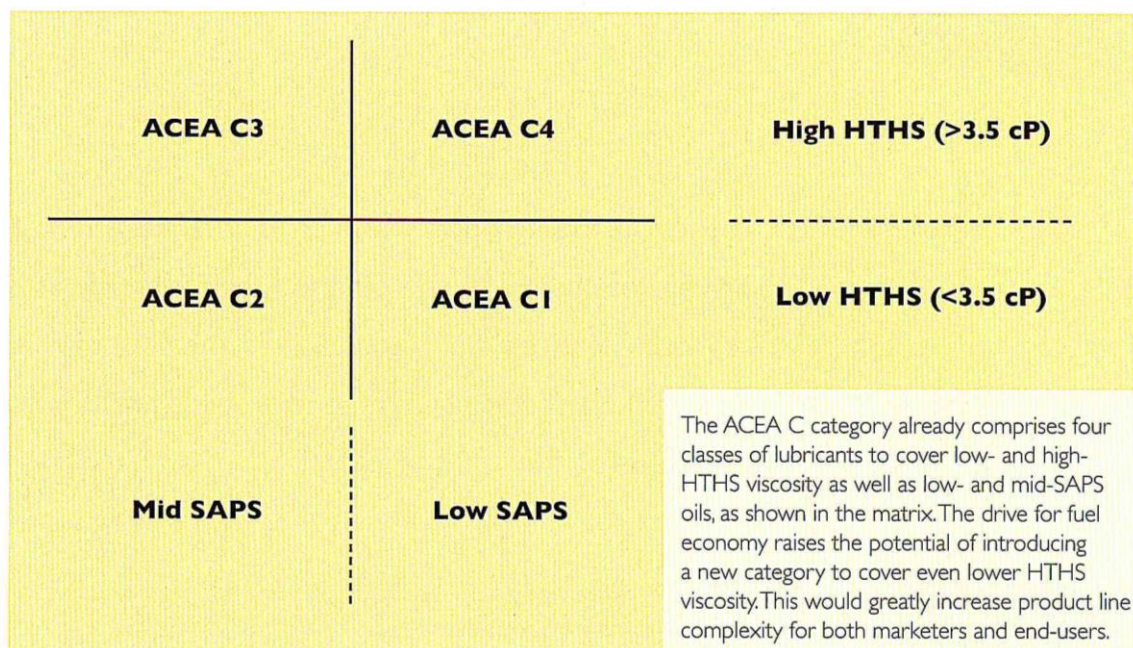 ACEA C3
ACEA C4
High HTHS (>3.5 cP)
ACEA C2
ACEA C1
Low HTHS (<3.5 cP)
Mid SAPS
Low SAPS
The ACEA C category already comprises four
classes of lubricants to cover low- and high-
HTHS viscosity as well as low- and mid-SAPS
oils, as shown in the matrix. The drive for fuel
economy raises the potential of introducing
a new category to cover even lower HTHS
viscosity. This would greatly increase product line
complexity for both marketers and end-users.